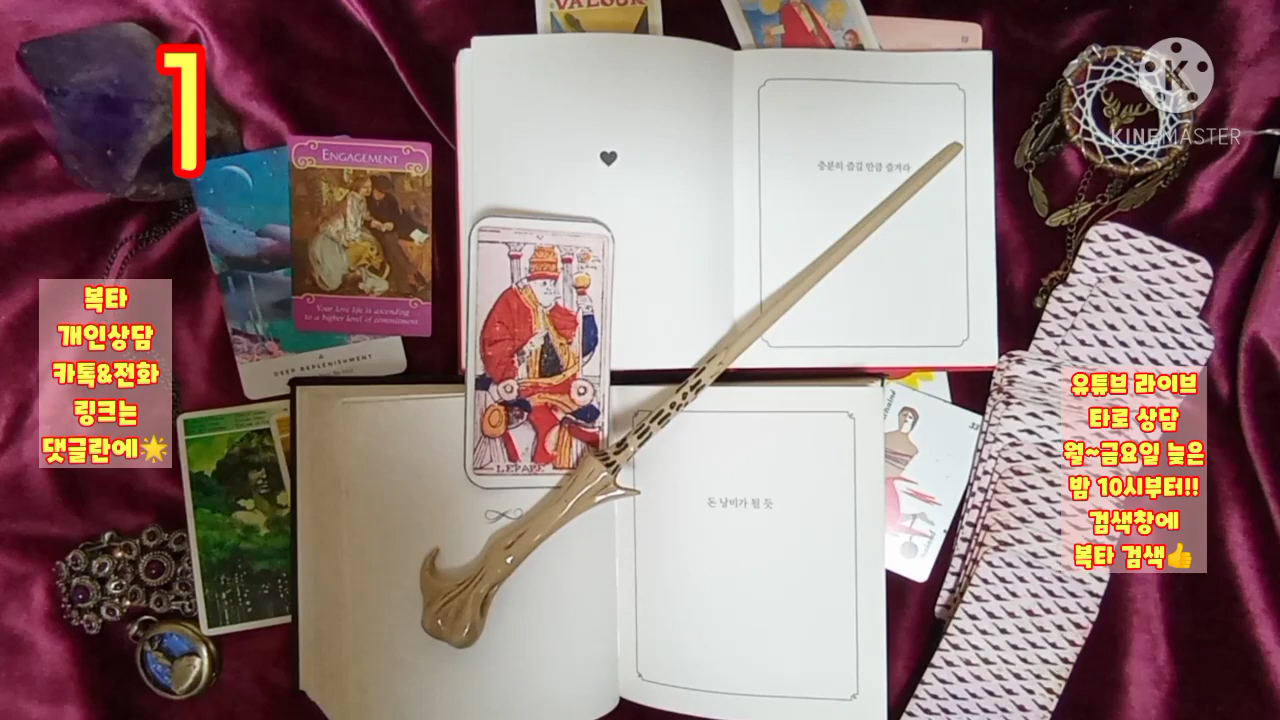 1
VALOUR
KINEMASTER
ENGAGEMENT
Your love life is ascending
to a higher level of commitment
DEEP REPLENISHMENT
충분히 즐길 만큼 즐겨라
LE PAPE
돈 낭비가 될 듯
33
복타
개인상담
카톡&전화
링크는
댓글란에🌟
유튜브 라이브
타로 상담
월~금요일 늦은
밤 10시부터!!
검색창에
복타 검색👍